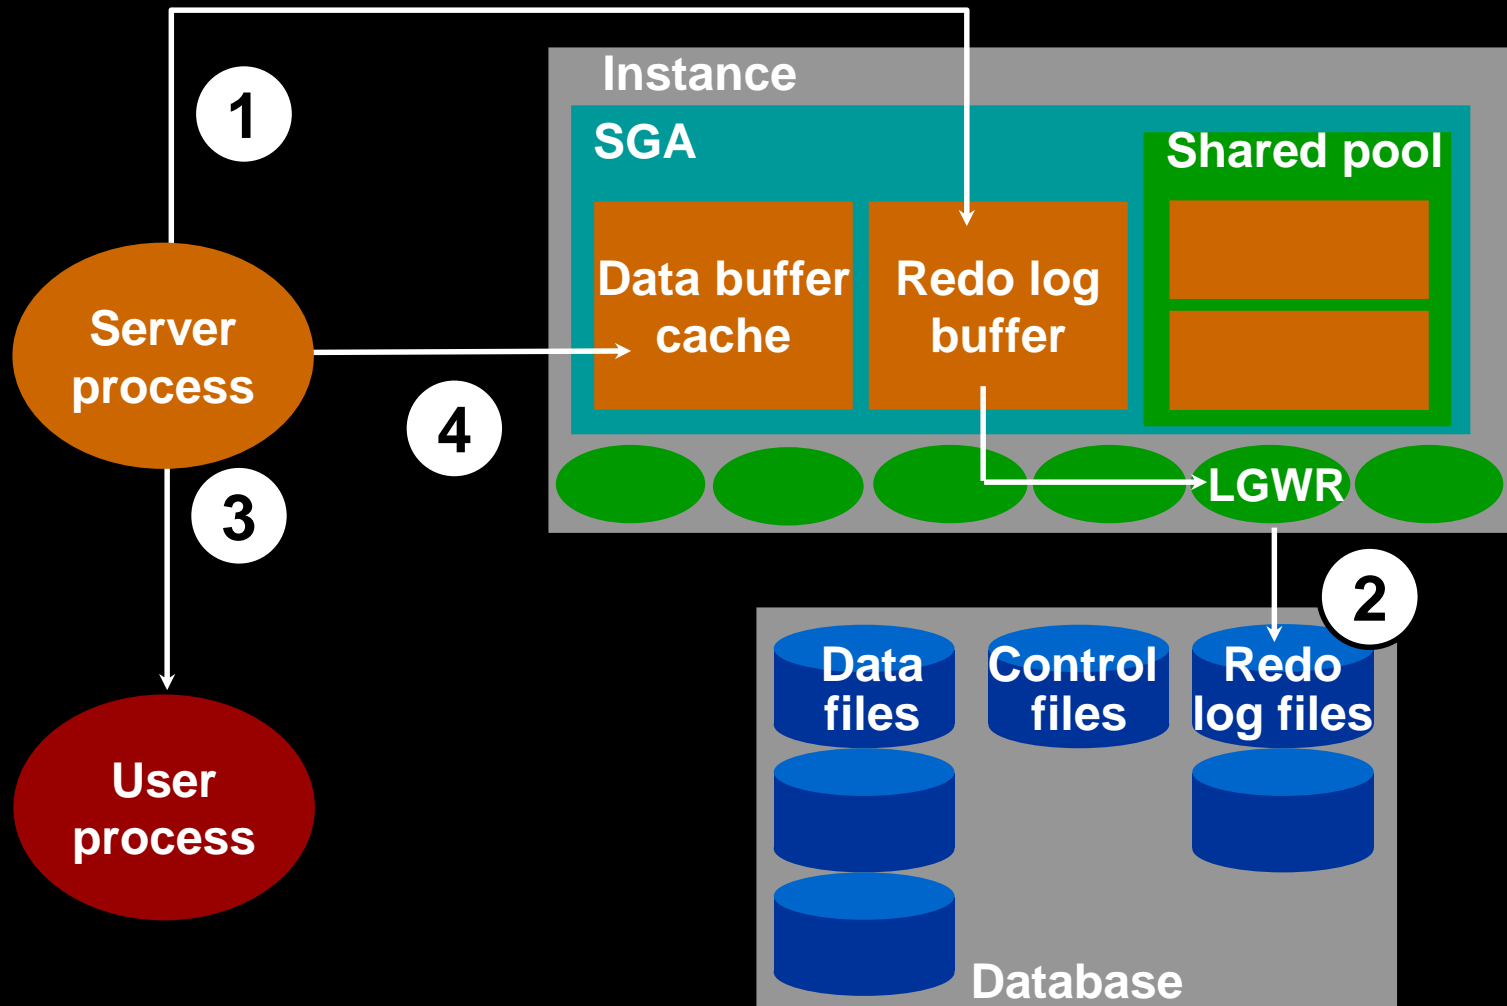 1
Instance
SGA
Shared pool
Data buffer
cache
Redo log
buffer
Server
process
4
3
LGWR
2
Data
files
Control
files
Redo
log files
User
process
Database